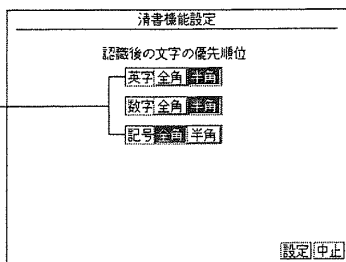 清書機能設定
認識後の文字の優先順位
英字 全角 半角
数字 全角 半角
記号 全角 半角
設定 中止